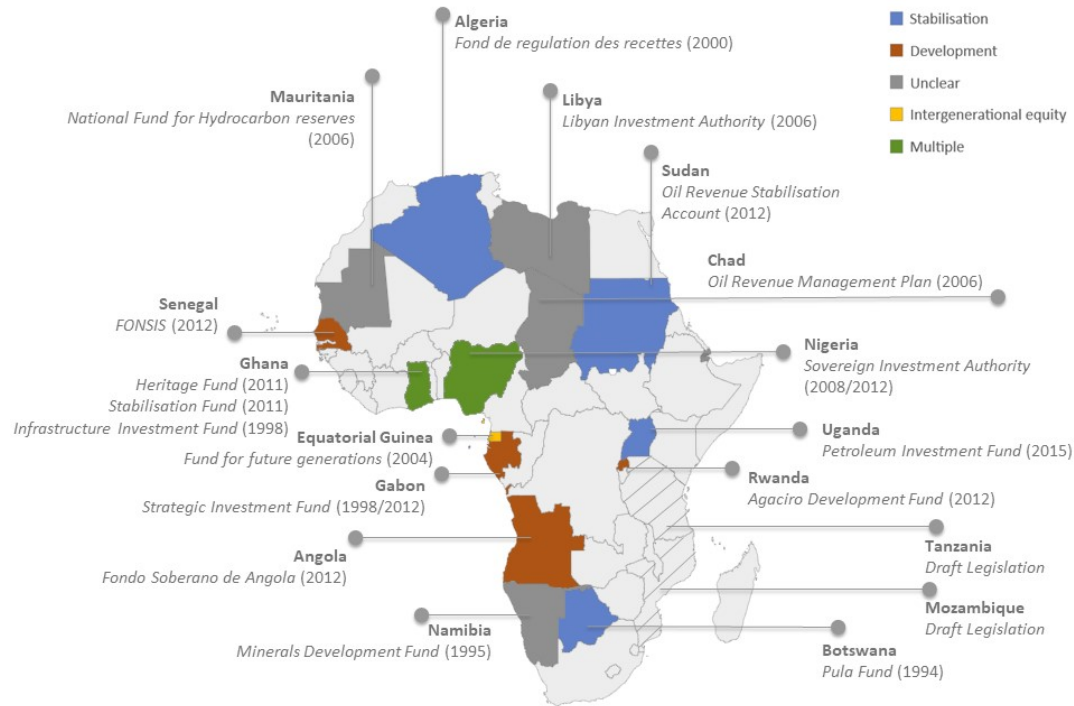 Algeria
Fond de regulation des recettes (2000)
Stabilisation
Development
Unclear
Intergenerational equity
Multiple
Mauritania
National Fund for Hydrocarbon reserves
(2006)
Libya
Libyan Investment Authority (2006)
Sudan
Oil Revenue Stabilisation
Account (2012)
Chad
Oil Revenue Management Plan (2006)
Senegal
FONSIS (2012)
Ghana
Heritage Fund (2011)
Stabilisation Fund (2011)
Infrastructure Investment Fund (1998)
Nigeria
Sovereign Investment Authority
(2008/2012)
Equatorial Guinea
Fund for future generations (2004)
Uganda
Petroleum Investment Fund (2015)
Gabon
Strategic Investment Fund (1998/2012)
Rwanda
Agaciro Development Fund (2012)
Angola
Fondo Soberano de Angola (2012)
Tanzania
Draft Legislation
Mozambique
Draft Legislation
Namibia
Minerals Development Fund (1995)
Botswana
Pula Fund (1994)